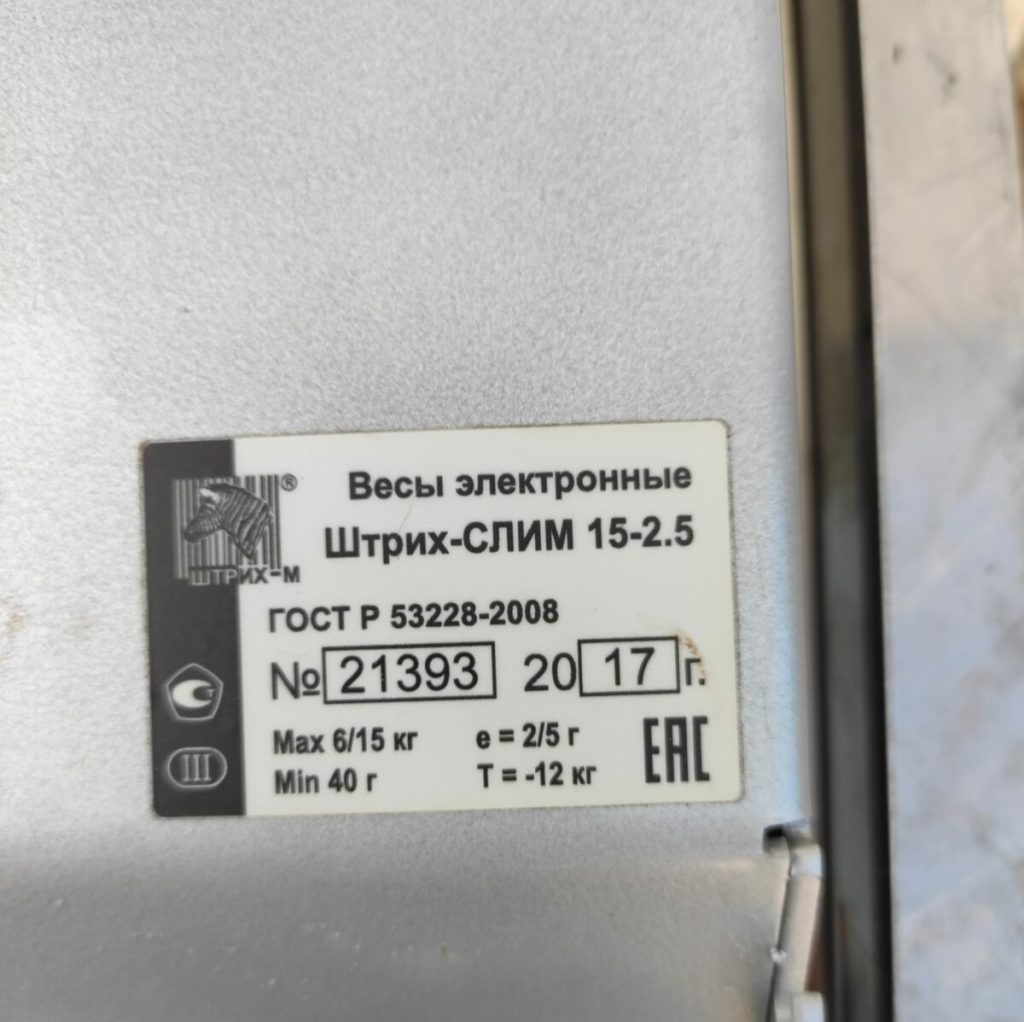 ШТРИХ-М
®
Весы электронные
Штрих-СЛИМ 15-2.5
ГОСТ Р 53228-2008
№ 21393 20 17 г.
Max 6/15 кг e = 2/5 г
Min 40 г T = -12 кг
EAC
III